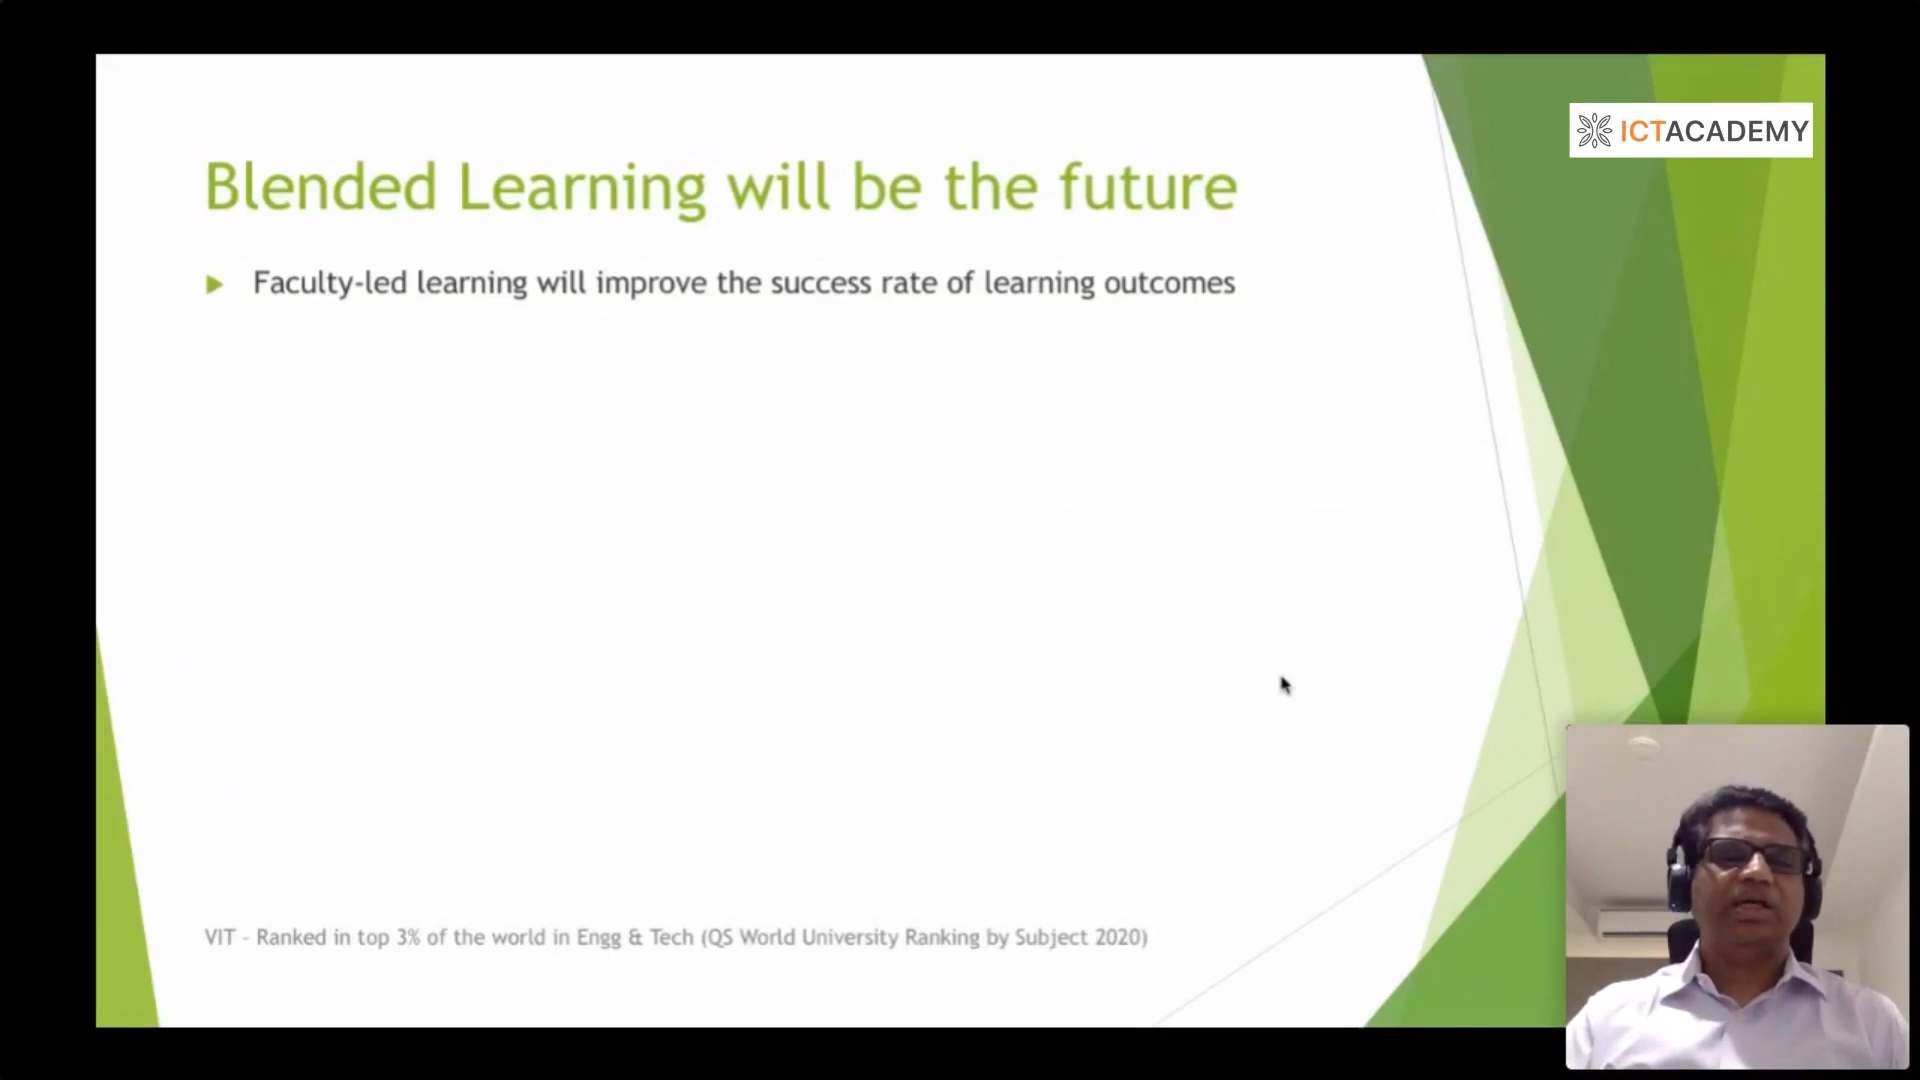 ICTACADEMY
Blended Learning will be the future
Faculty-led learning will improve the success rate of learning outcomes
VIT - Ranked in top 3% of the world in Engg & Tech (QS World University Ranking by Subject 2020)